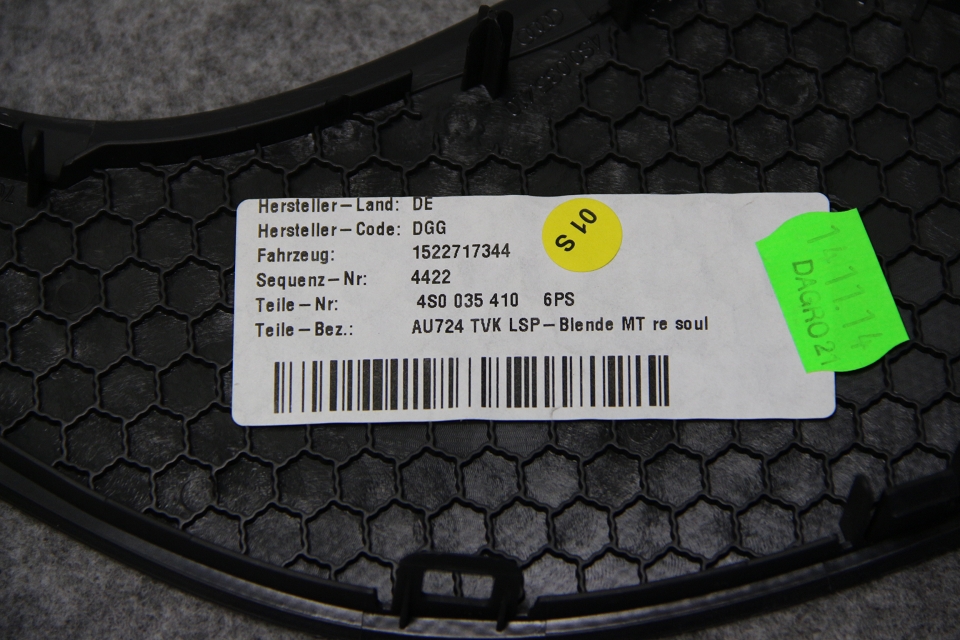 Hersteller-Land: DE
Hersteller-Code: DGG
Fahrzeug: 1522717344
Sequenz-Nr: 4422
Teile-Nr: 4S0 035 410 6PS
Teile-Bez.: AU724 TVK LSP-Blende MT re soul
01 S
14.11.14
DAGRO21